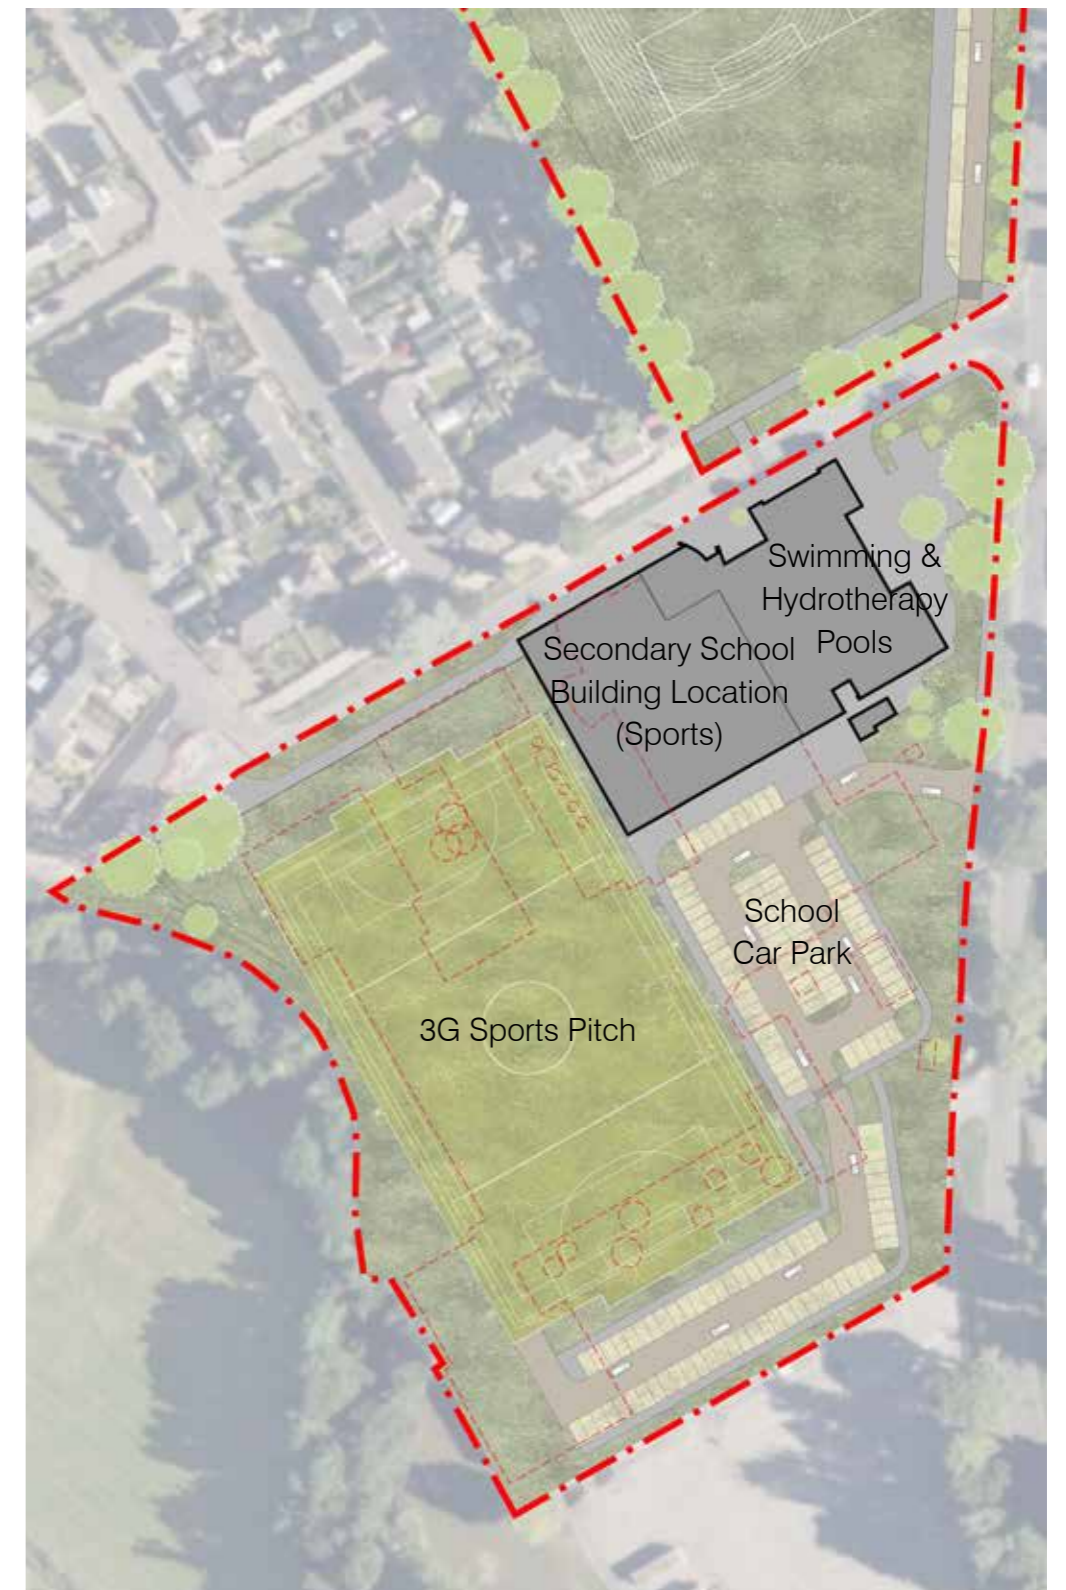 Swimming &
Hydrotherapy
Pools
Secondary School
Building Location
(Sports)
School
Car Park
3G Sports Pitch